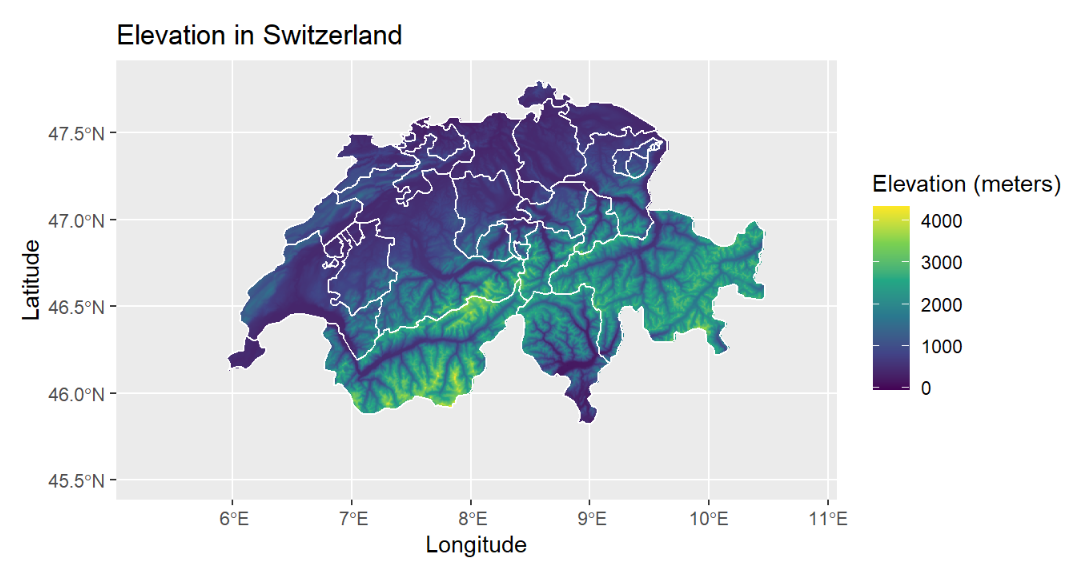 Elevation in Switzerland
47.5°N
47.0°N
46.5°N
46.0°N
45.5°N
Latitude
6°E
7°E
8°E
9°E
10°E
11°E
Longitude
Elevation (meters)
4000
3000
2000
1000
0